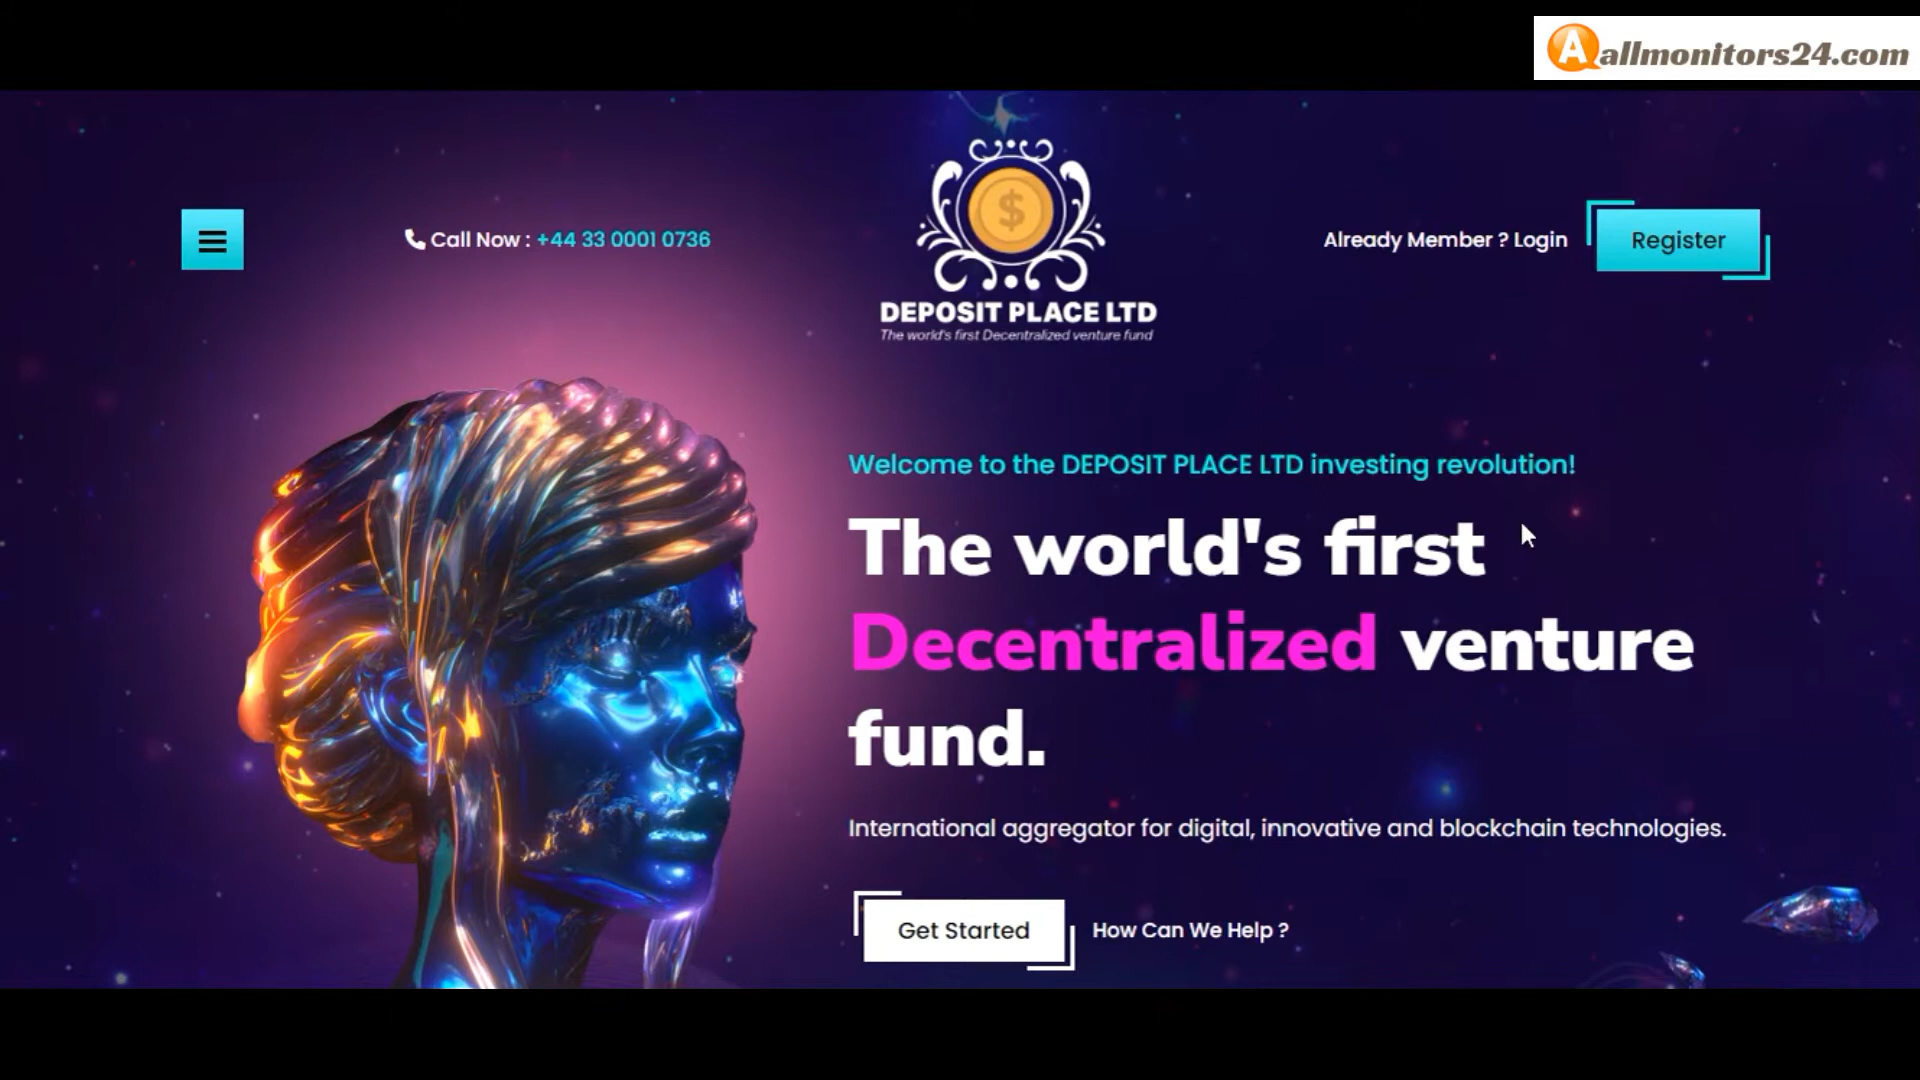 allmonitors24.com
Call Now : +44 33 0001 0736
$
DEPOSIT PLACE LTD
The world's first Decentralized venture fund
Already Member ? Login
Register
Welcome to the DEPOSIT PLACE LTD investing revolution!
The world's first
Decentralized venture
fund.
International aggregator for digital, innovative and blockchain technologies.
Get Started
How Can We Help ?